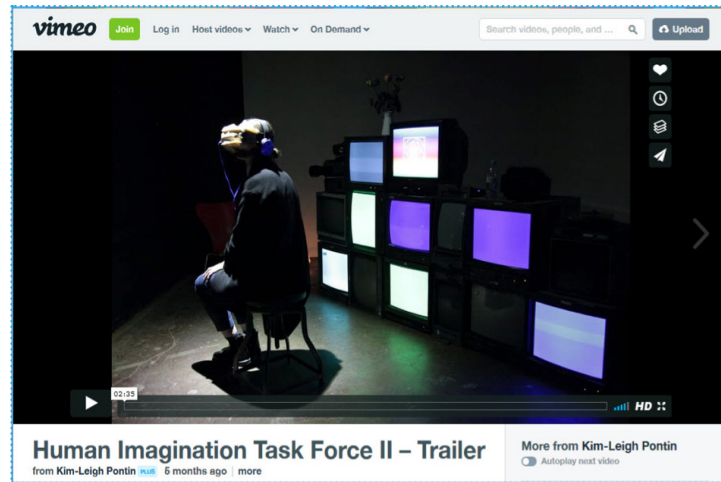 vimeo Join Log in Host videos Watch On Demand Search videos, people, and ... Upload
02:35
HD
Human Imagination Task Force II – Trailer
from Kim-Leigh Pontin PLUS 5 months ago | more
More from Kim-Leigh Pontin
Autoplay next video